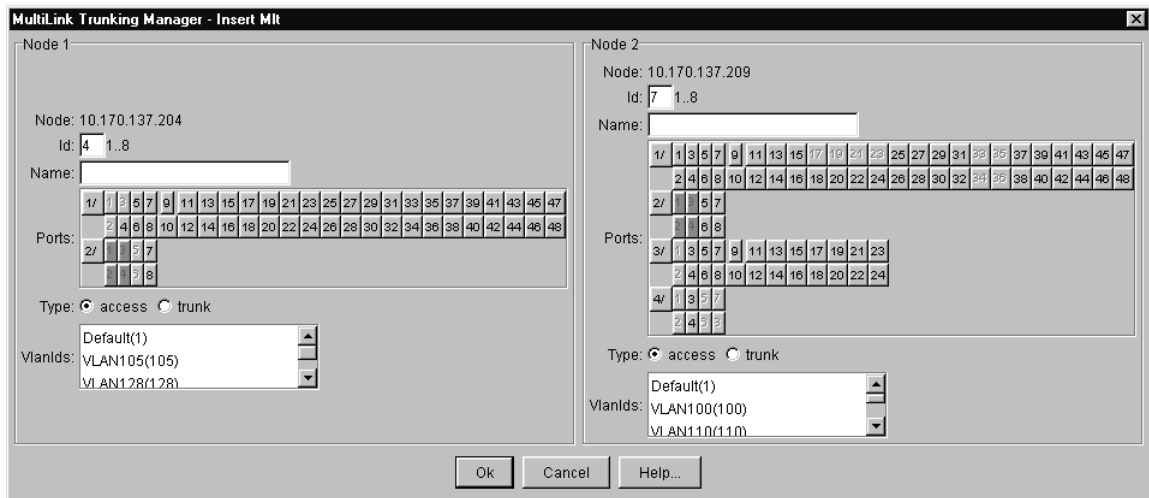 MultiLink Trunking Manager - Insert Mlt
Node 1
Node: 10.170.137.204
Id: 4 1..8
Name:
Ports:
1/ 1 3 5 7 9 11 13 15 17 19 21 23 25 27 29 31 33 35 37 39 41 43 45 47
2 4 6 8 10 12 14 16 18 20 22 24 26 28 30 32 34 36 38 40 42 44 46 48
2/ 1 3 5 7
2 4 8
Type: access trunk
VlanIds:
Default(1)
VLAN105(105)
VLAN128(128)
Node 2
Node: 10.170.137.209
Id: 7 1..8
Name:
Ports:
1/ 1 3 5 7 9 11 13 15 17 19 21 23 25 27 29 31 33 35 37 39 41 43 45 47
2 4 6 8 10 12 14 16 18 20 22 24 26 28 30 32 34 36 38 40 42 44 46 48
2/ 1 3 5 7
2 4 6 8
3/ 1 3 5 7 9 11 13 15 17 19 21 23
2 4 6 8 10 12 14 16 18 20 22 24
4/ 1 3 5 7
2 4
Type: access trunk
VlanIds:
Default(1)
VLAN100(100)
VLAN110(110)
Ok Cancel Help...